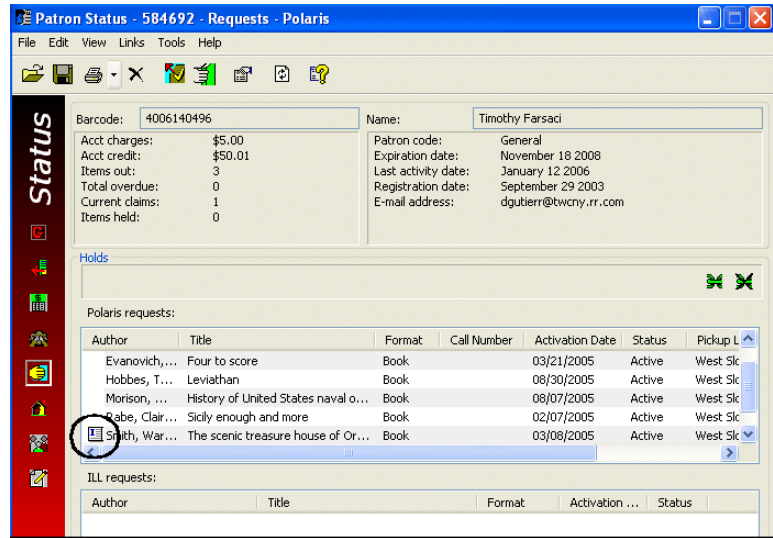 Patron Status - 584692 - Requests - Polaris
File Edit View Links Tools Help
Status
Barcode: 4006140496 Name: Timothy Farsaci
Acct charges: $5.00 Patron code: General
Acct credit: $50.01 Expiration date: November 18 2008
Items out: 3 Last activity date: January 12 2006
Total overdue: 0 Registration date: September 29 2003
Current claims: 1 E-mail address: dgutierr@twcny.rr.com
Items held: 0
Holds
Polaris requests:
Author Title Format Call Number Activation Date Status Pickup L
Evanovich,... Four to score Book 03/21/2005 Active West Slc
Hobbes, T... Leviathan Book 08/30/2005 Active West Slc
Morison, ... History of United States naval o... Book 08/07/2005 Active West Slc
Rabe, Clair... Sicily enough and more Book 02/07/2005 Active West Slc
Smith, War... The scenic treasure house of Or... Book 03/08/2005 Active West Slc
ILL requests:
Author Title Format Activation ... Status